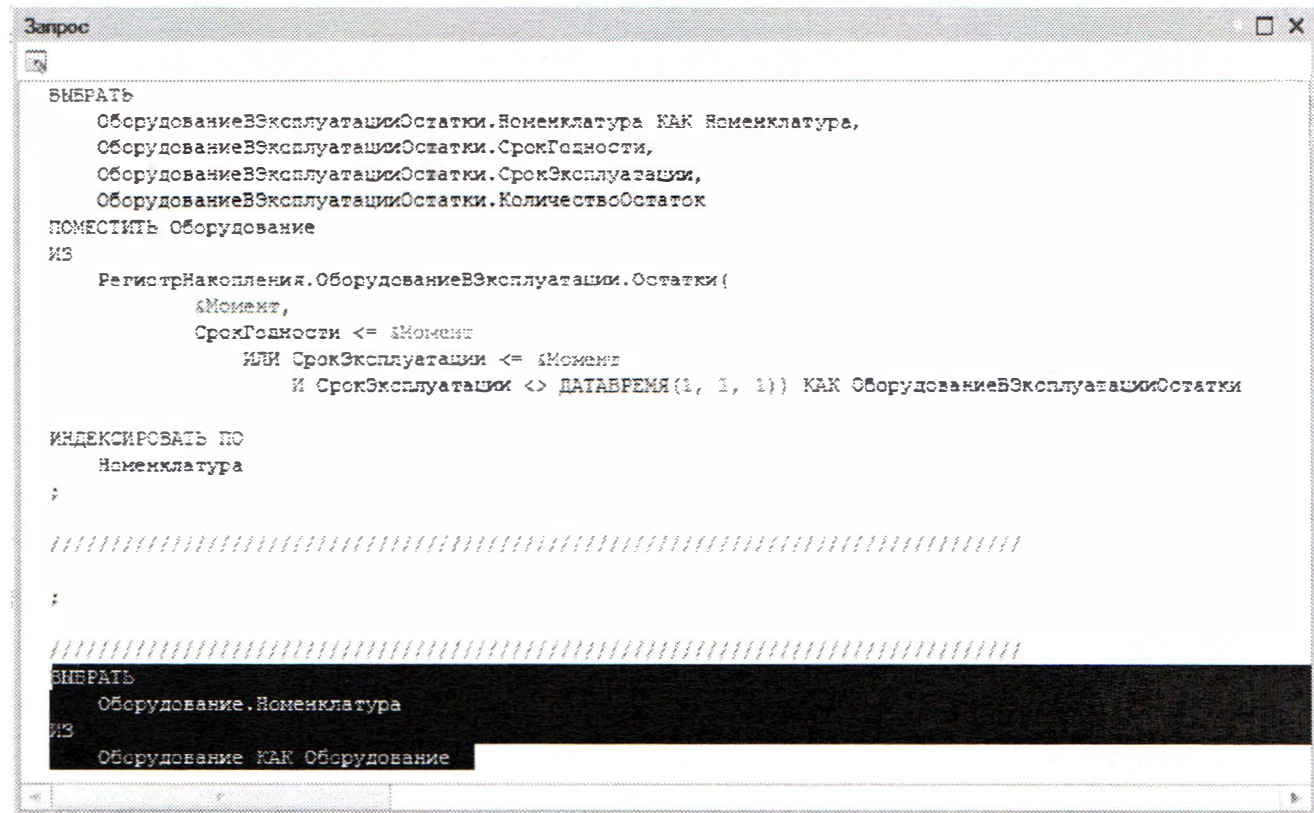 Запрос
ВЫБРАТЬ
ОборудованиеВЭксплуатацииОстатки.Номенклатура КАК Номенклатура,
ОборудованиеВЭксплуатацииОстатки.СрокГодности,
ОборудованиеВЭксплуатацииОстатки.СрокЭксплуатации,
ОборудованиеВЭксплуатацииОстатки.КоличествоОстаток
ПОМЕСТИТЬ Оборудование
ИЗ
РегистрНакопления.ОборудованиеВЭксплуатации.Остатки(
&Момент,
СрокГодности <= &Момент
ИЛИ СрокЭксплуатации <= &Момент
И СрокЭксплуатации <> ДАТАВРЕМЯ(1, 1, 1)) КАК ОборудованиеВЭксплуатацииОстатки
ИНДЕКСИРОВАТЬ ПО
Номенклатура
;
////////////////////////////////////////////////////////////////////////////////
;
////////////////////////////////////////////////////////////////////////////////
ВЫБРАТЬ
Оборудование.Номенклатура
ИЗ
Оборудование КАК Оборудование